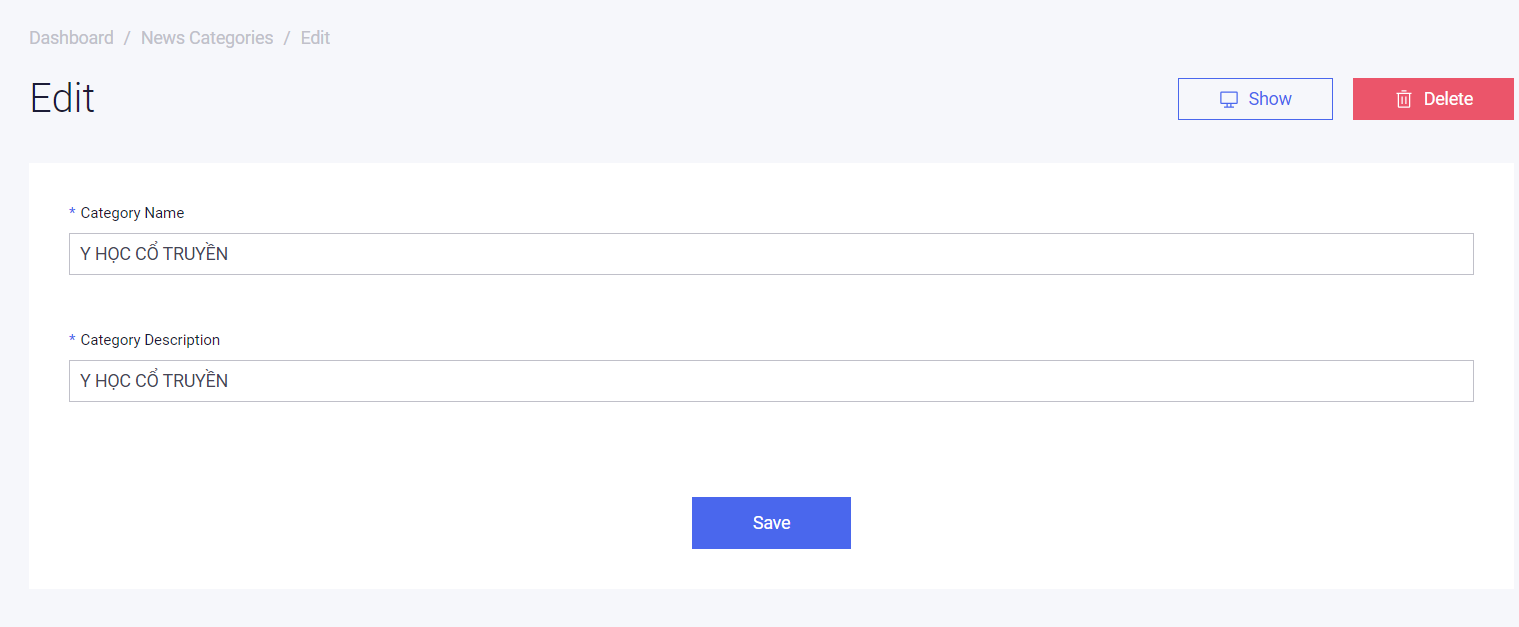 Dashboard / News Categories / Edit
Edit
Show
Delete
* Category Name
Y HỌC CỔ TRUYỀN
* Category Description
Y HỌC CỔ TRUYỀN
Save